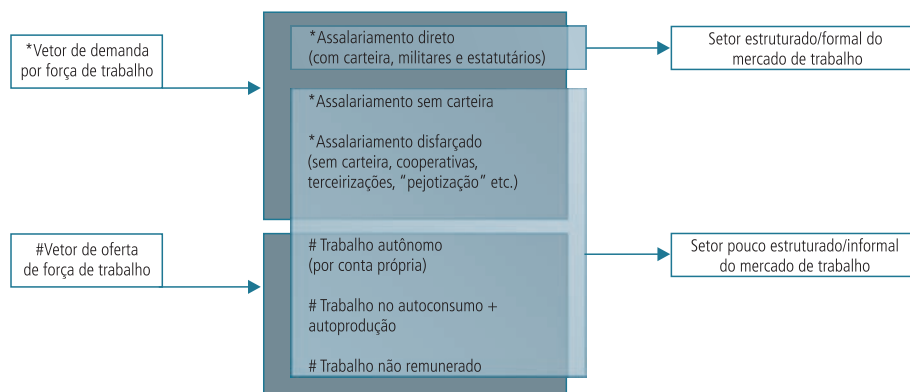 *Vetor de demanda
por força de trabalho
*Assalariamento direto
(com carteira, militares e estatutários)
Setor estruturado/formal do
mercado de trabalho
*Assalariamento sem carteira
*Assalariamento disfarçado
(sem carteira, cooperativas,
terceirizações, “pejotização” etc.)
#Vetor de oferta
de força de trabalho
# Trabalho autônomo
(por conta própria)
# Trabalho no autoconsumo +
autoprodução
# Trabalho não remunerado
Setor pouco estruturado/informal
do mercado de trabalho